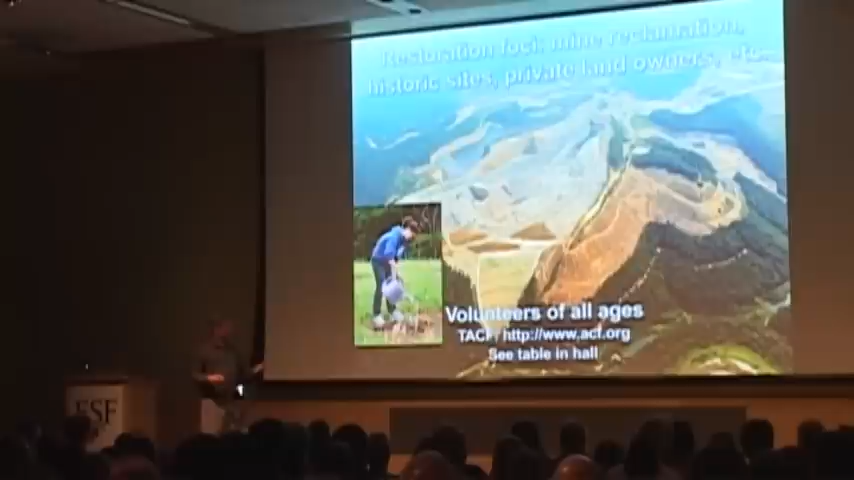 Restoration foci: mine reclamation,
historic sites, private land owners, etc..
Volunteers of all ages
TACF: http://www.acf.org
See table in hall
ESF